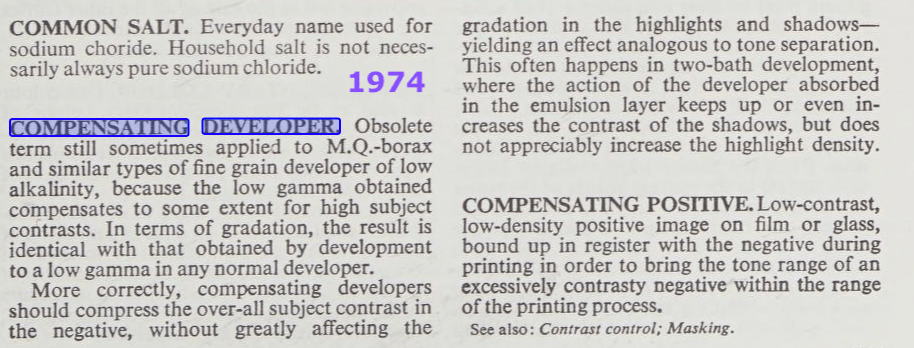 COMMON SALT. Everyday name used for
sodium choride. Household salt is not neces-
sarily always pure sodium chloride.
1974
COMPENSATING DEVELOPER. Obsolete
term still sometimes applied to M.Q.-borax
and similar types of fine grain developer of low
alkalinity, because the low gamma obtained
compensates to some extent for high subject
contrasts. In terms of gradation, the result is
identical with that obtained by development
to a low gamma in any normal developer.
More correctly, compensating developers
should compress the over-all subject contrast in
the negative, without greatly affecting the
gradation in the highlights and shadows—
yielding an effect analogous to tone separation.
This often happens in two-bath development,
where the action of the developer absorbed
in the emulsion layer keeps up or even in-
creases the contrast of the shadows, but does
not appreciably increase the highlight density.
COMPENSATING POSITIVE. Low-contrast,
low-density positive image on film or glass,
bound up in register with the negative during
printing in order to bring the tone range of an
excessively contrasty negative within the range
of the printing process.
See also: Contrast control; Masking.